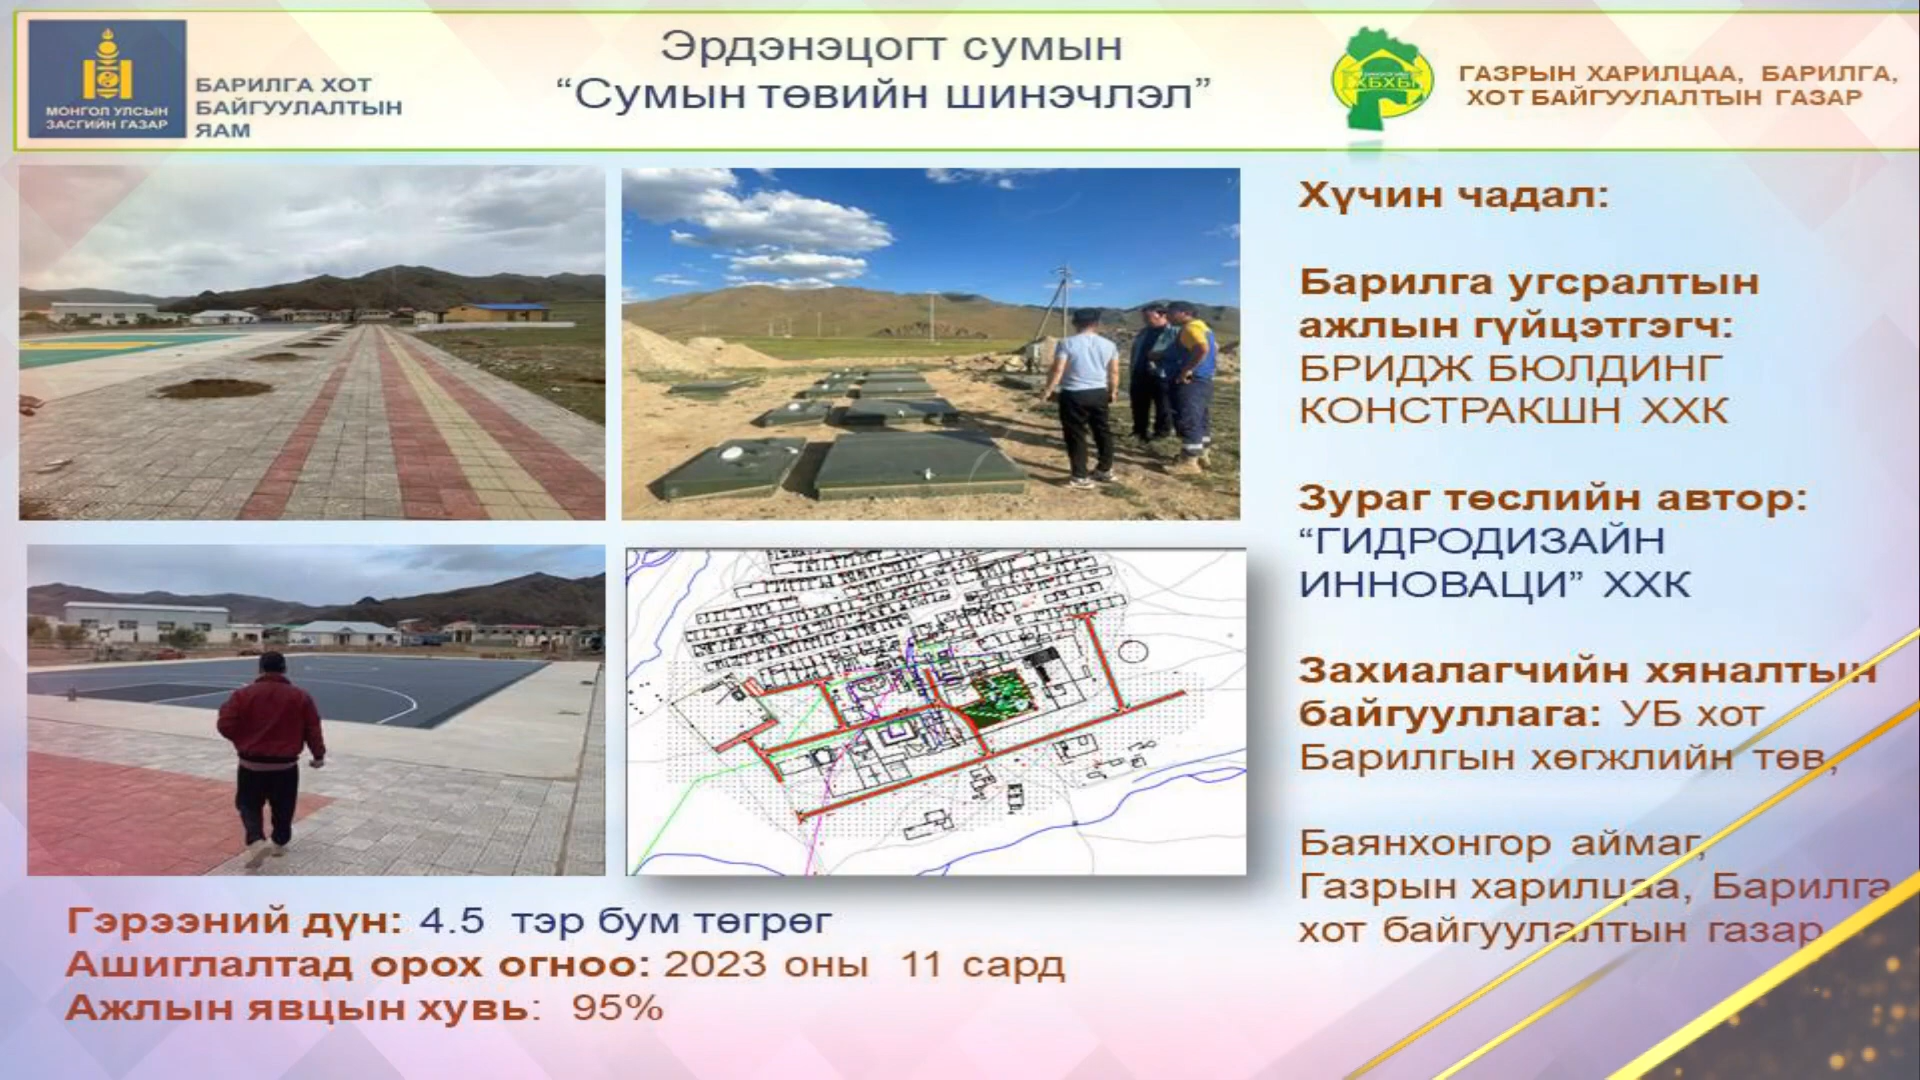 МОНГОЛ УЛСЫН
ЗАСГИЙН ГАЗАР
БАРИЛГА ХОТ
БАЙГУУЛАЛТЫН
ЯАМ
Эрдэнэцогт сумын
“Сумын төвийн шинэчлэл”
ГХБХБГ
ГАЗРЫН ХАРИЛЦАА, БАРИЛГА,
ХОТ БАЙГУУЛАЛТЫН ГАЗАР
Хүчин чадал:
Барилга угсралтын
ажлын гүйцэтгэгч:
БРИДЖ БЮЛДИНГ
КОНСТРАКШН ХХК
Зураг төслийн автор:
“ГИДРОДИЗАЙН
ИННОВАЦИ” ХХК
Захиалагчийн хяналтын
байгууллага: УБ хот
Барилгын хөгжлийн төв,
Баянхонгор аймаг,
Газрын харилцаа, Барилга
хот байгуулалтын газар
Гэрээний дүн: 4.5 тэр бум төгрөг
Ашиглалтад орох огноо: 2023 оны 11 сард
Ажлын явцын хувь: 95%